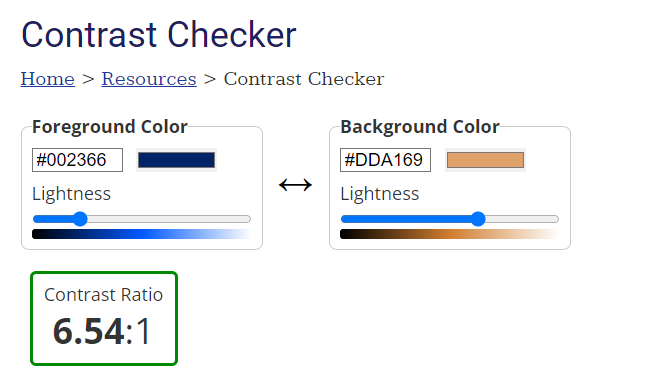 Contrast Checker
Home > Resources > Contrast Checker
Foreground Color
#002366
Lightness
↔
Background Color
#DDA169
Lightness
Contrast Ratio
6.54:1